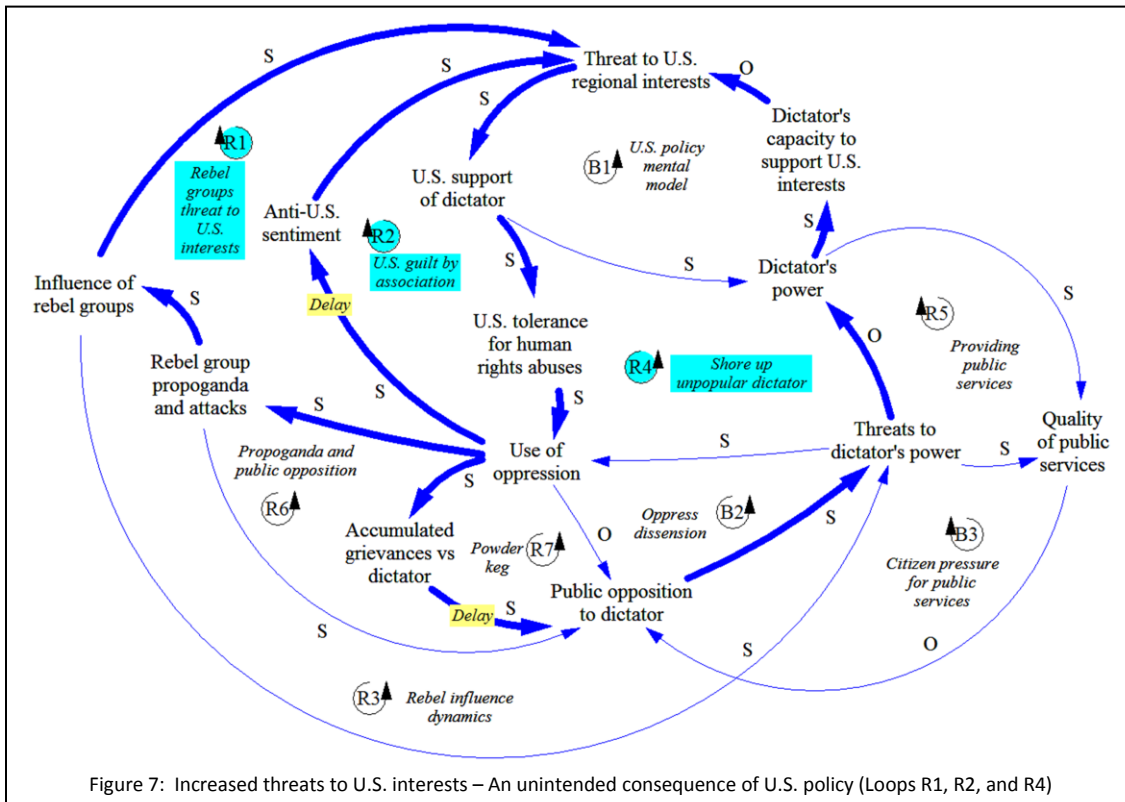 S
Threat to U.S.
regional interests
O
S
S
Dictator's
capacity to
support U.S.
interests
R1
Rebel
groups
threat to
U.S.
interests
B1
U.S. policy
mental
model
U.S. support
of dictator
Anti-U.S.
sentiment
R2
U.S. guilt by
association
S
S
S
Dictator's
power
Influence of
rebel groups
Delay
S
S
R5
Providing
public
services
U.S. tolerance
for human
rights abuses
O
Rebel group
propoganda
and attacks
R4
Shore up
unpopular dictator
S
S
S
Threats to
dictator's power
Quality
of public
services
Use of
oppression
S
S
Propaganda and
public opposition
S
R6
Oppress
dissension
B2
S
B3
Citizen pressure
for public
services
Accumulated
grievances vs
dictator
Powder
keg
R7
O
Public opposition
to dictator
Delay
S
S
S
O
R3
Rebel influence
dynamics
Figure 7: Increased threats to U.S. interests – An unintended consequence of U.S. policy (Loops R1, R2, and R4)